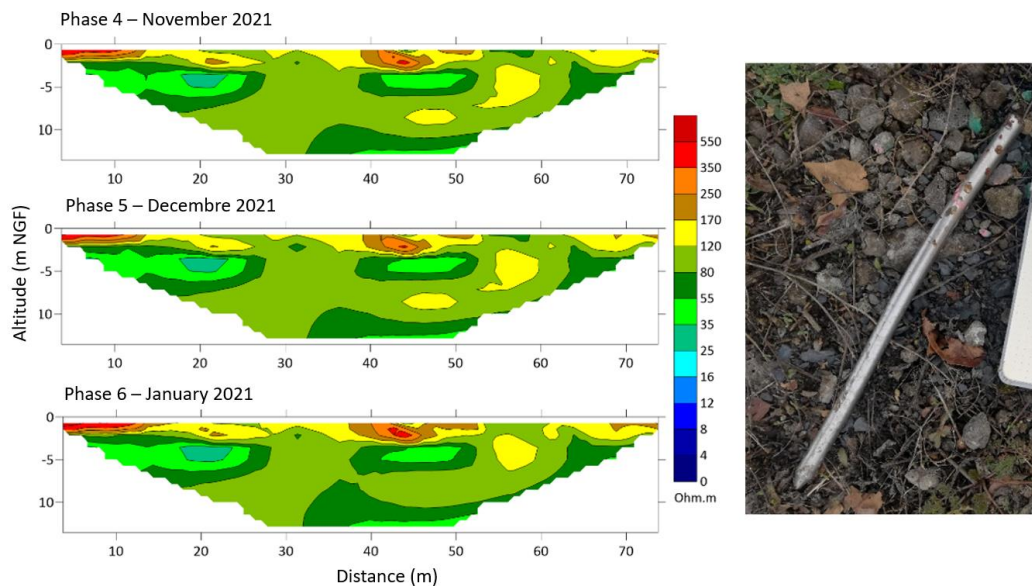 Phase 4 – November 2021
0
-5
10
10 20 30 40 50 60 70
Phase 5 – Decembre 2021
0
-5
10
10 20 30 40 50 60 70
Phase 6 – January 2021
0
-5
10
10 20 30 40 50 60 70
Altitude (m NGF)
Distance (m)
550
350
250
170
120
80
55
35
25
16
12
8
4
0
Ohm.m